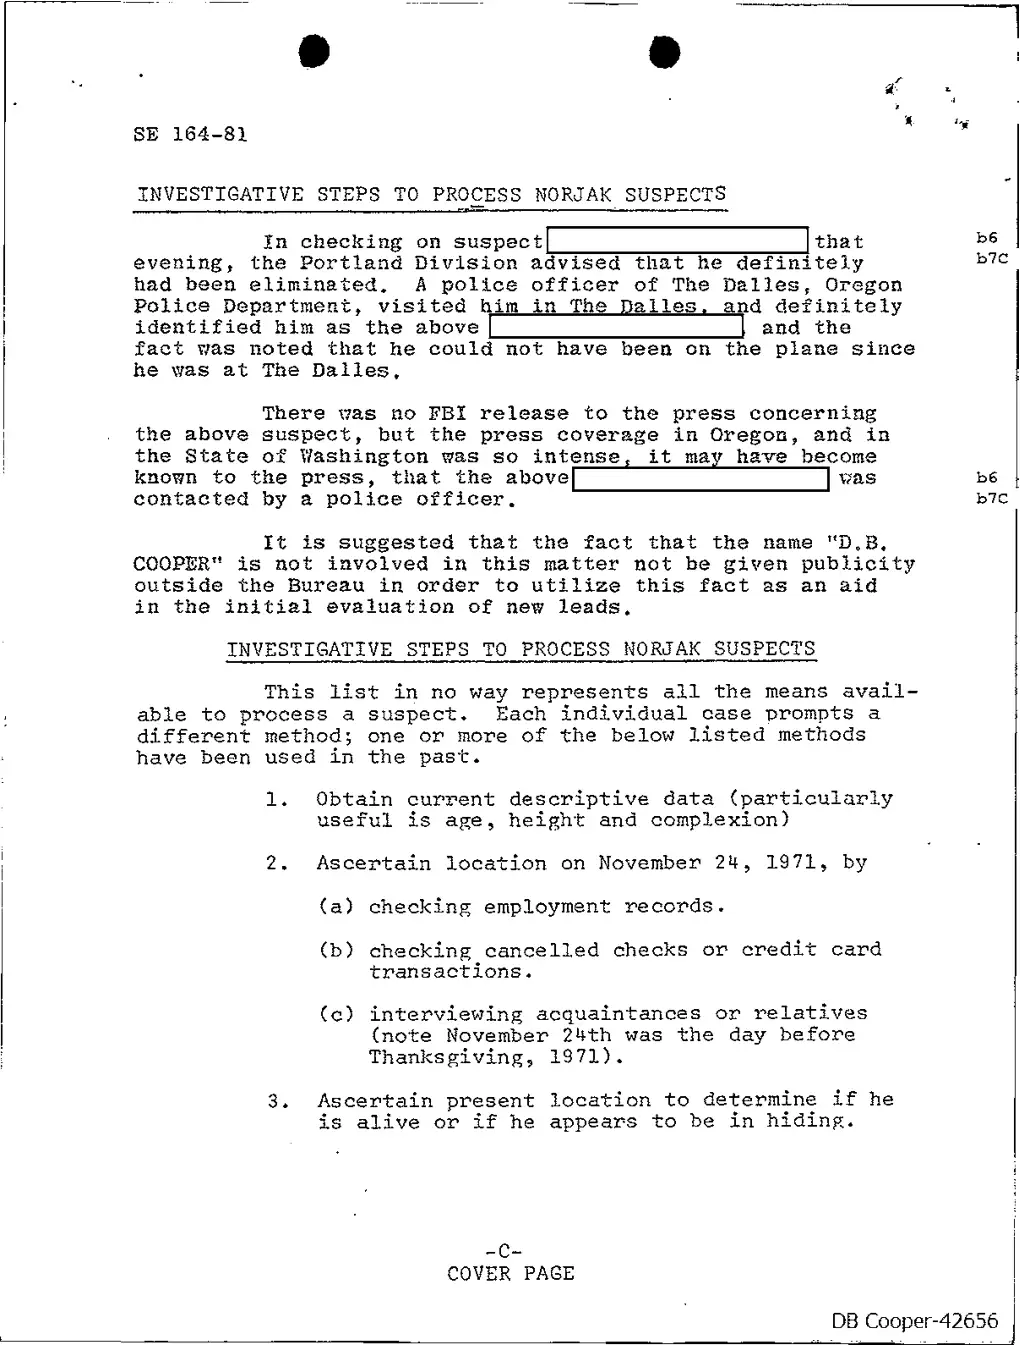 SE 164-81
INVESTIGATIVE STEPS TO PROCESS NORJAK SUSPECTS
In checking on suspect that b6
evening, the Portland Division advised that he definitely b7C
had been eliminated. A police officer of The Dalles, Oregon
Police Department, visited him in The Dalles, and definitely
identified him as the above and the
fact was noted that he could not have been on the plane since
he was at The Dalles.
There was no FBI release to the press concerning
the above suspect, but the press coverage in Oregon, and in
the State of Washington was so intense, it may have become
known to the press, that the above was b6
contacted by a police officer. b7C
It is suggested that the fact that the name "D.B.
COOPER" is not involved in this matter not be given publicity
outside the Bureau in order to utilize this fact as an aid
in the initial evaluation of new leads.
INVESTIGATIVE STEPS TO PROCESS NORJAK SUSPECTS
This list in no way represents all the means avail-
able to process a suspect. Each individual case prompts a
different method; one or more of the below listed methods
have been used in the past.
1. Obtain current descriptive data (particularly
useful is age, height and complexion)
2. Ascertain location on November 24, 1971, by
(a) checking employment records.
(b) checking cancelled checks or credit card
transactions.
(c) interviewing acquaintances or relatives
(note November 24th was the day before
Thanksgiving, 1971).
3. Ascertain present location to determine if he
is alive or if he appears to be in hiding.
-C-
COVER PAGE
DB Cooper-42656